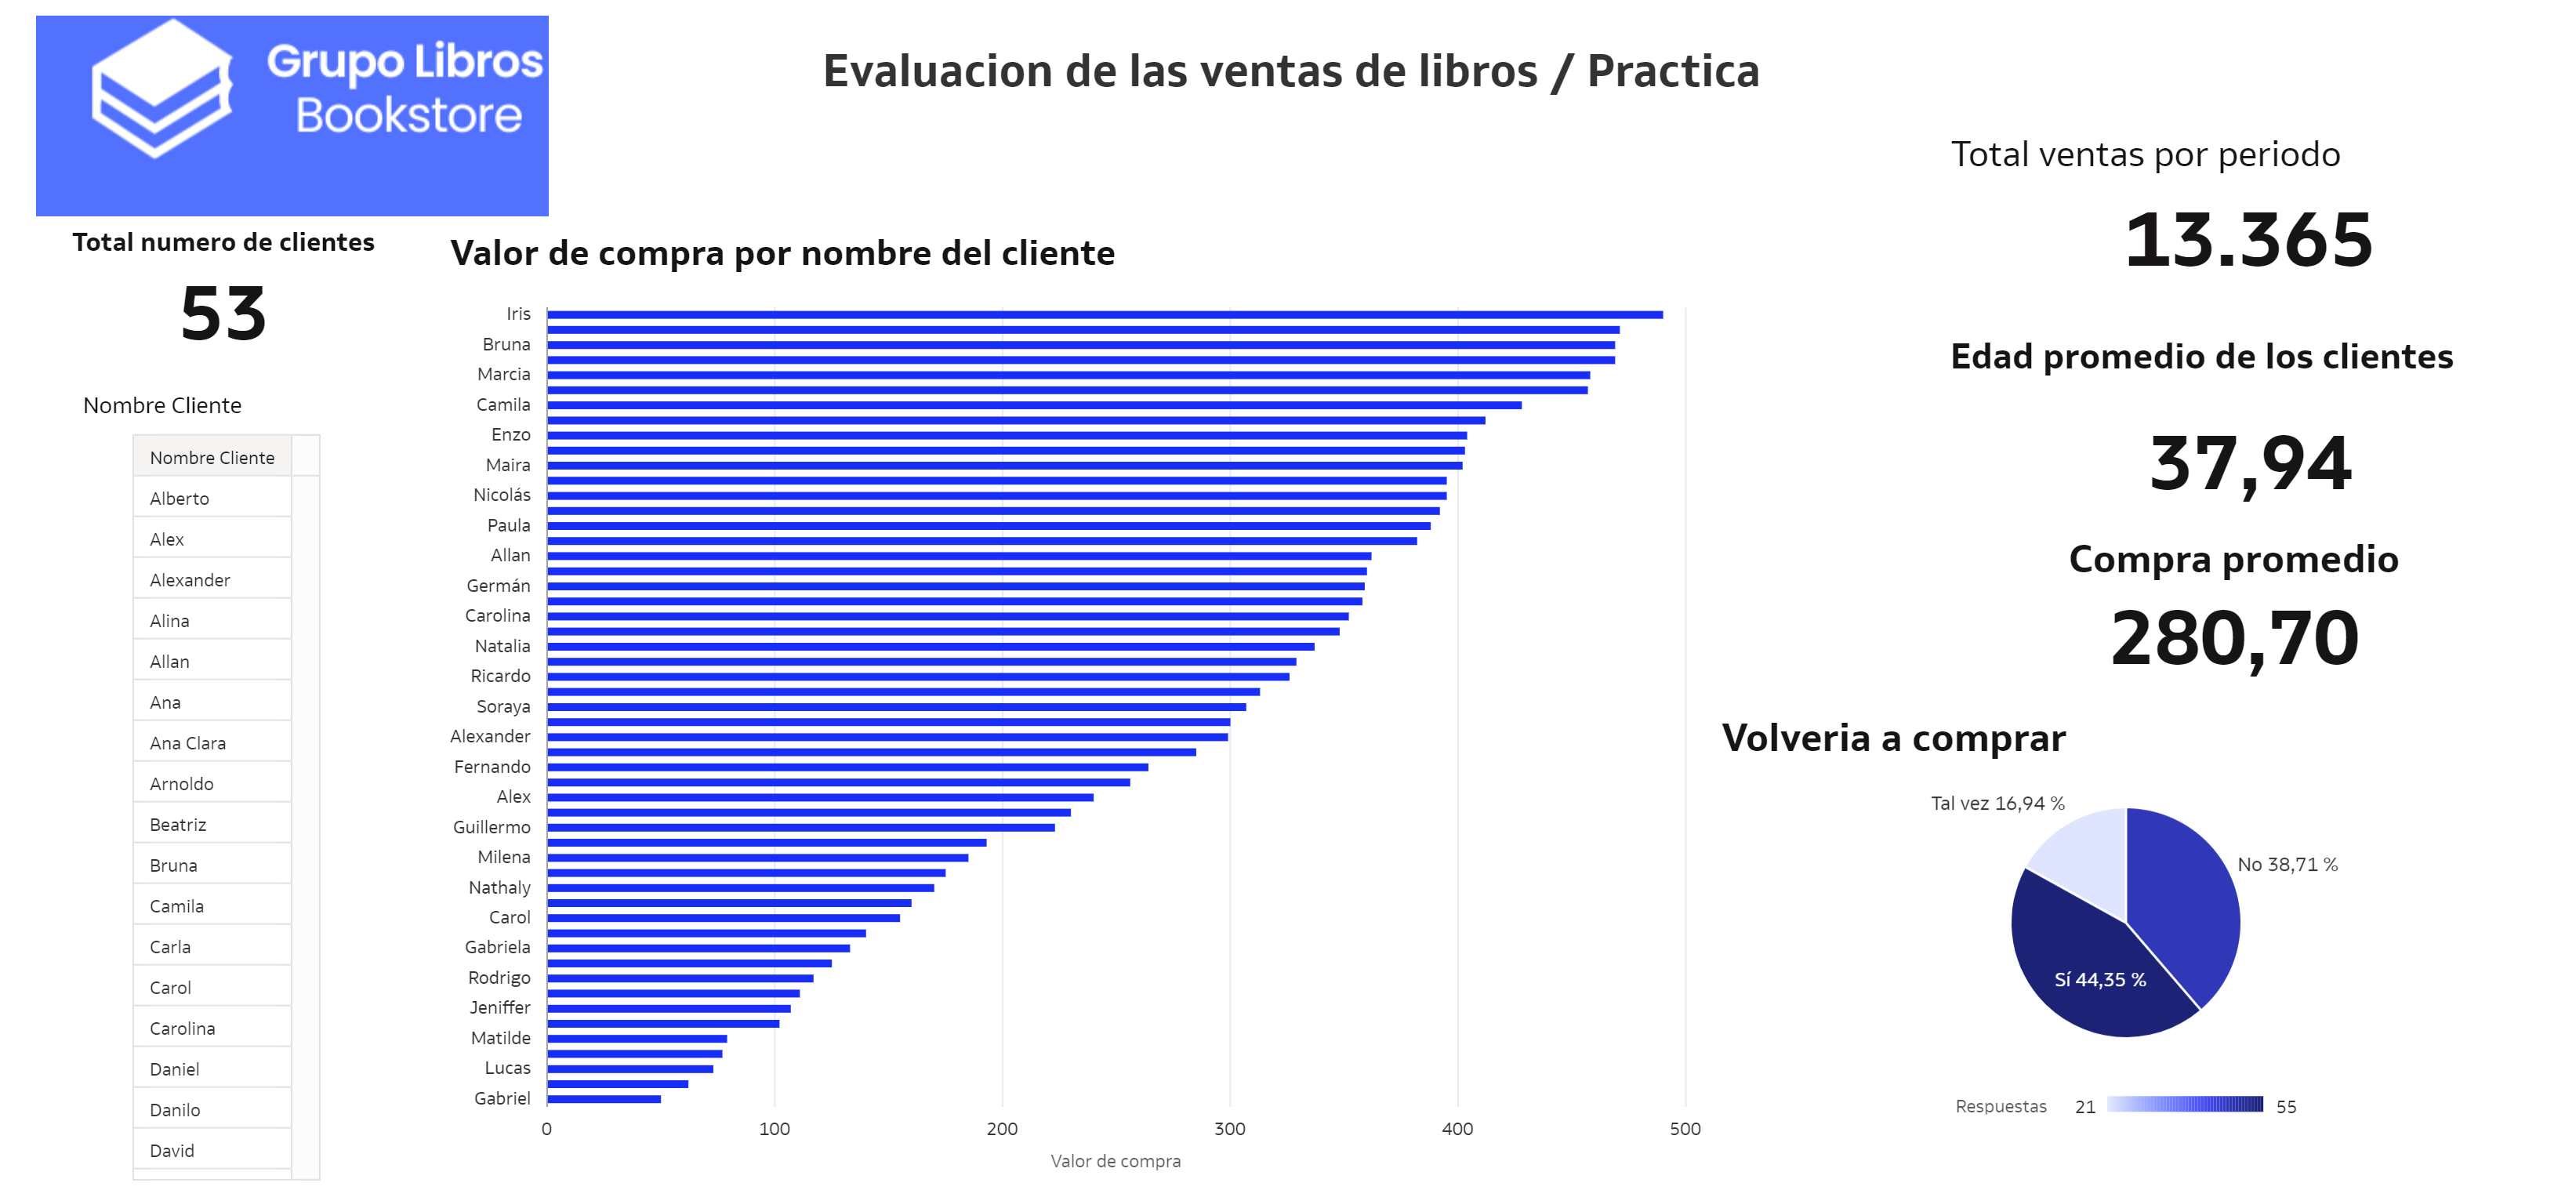 Grupo Libros
Bookstore
Evaluacion de las ventas de libros / Practica
Total numero de clientes
53
Nombre Cliente
Nombre Cliente
Alberto
Alex
Alexander
Alina
Allan
Ana
Ana Clara
Arnoldo
Beatriz
Bruna
Camila
Carla
Carol
Carolina
Daniel
Danilo
David
Valor de compra por nombre del cliente
Iris
Bruna
Marcia
Camila
Enzo
Maira
Nicolás
Paula
Allan
Germán
Carolina
Natalia
Ricardo
Soraya
Alexander
Fernando
Alex
Guillermo
Milena
Nathaly
Carol
Gabriela
Rodrigo
Jeniffer
Matilde
Lucas
Gabriel
0 100 200 300 400 500
Valor de compra
Total ventas por periodo
13.365
Edad promedio de los clientes
37,94
Compra promedio
280,70
Volveria a comprar
Tal vez 16,94 %
No 38,71 %
Sí 44,35 %
Respuestas 21 55